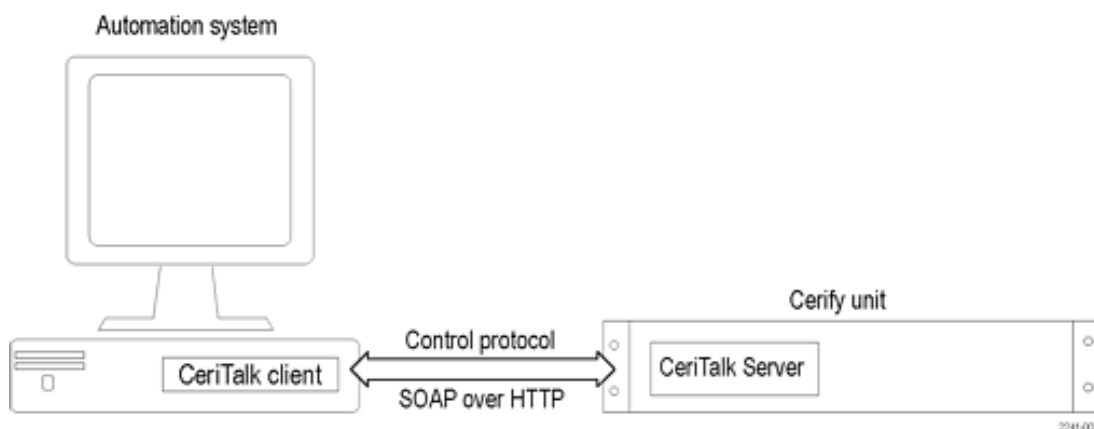 Automation system
Cerify unit
Control protocol
CeriTalk client
CeriTalk Server
SOAP over HTTP